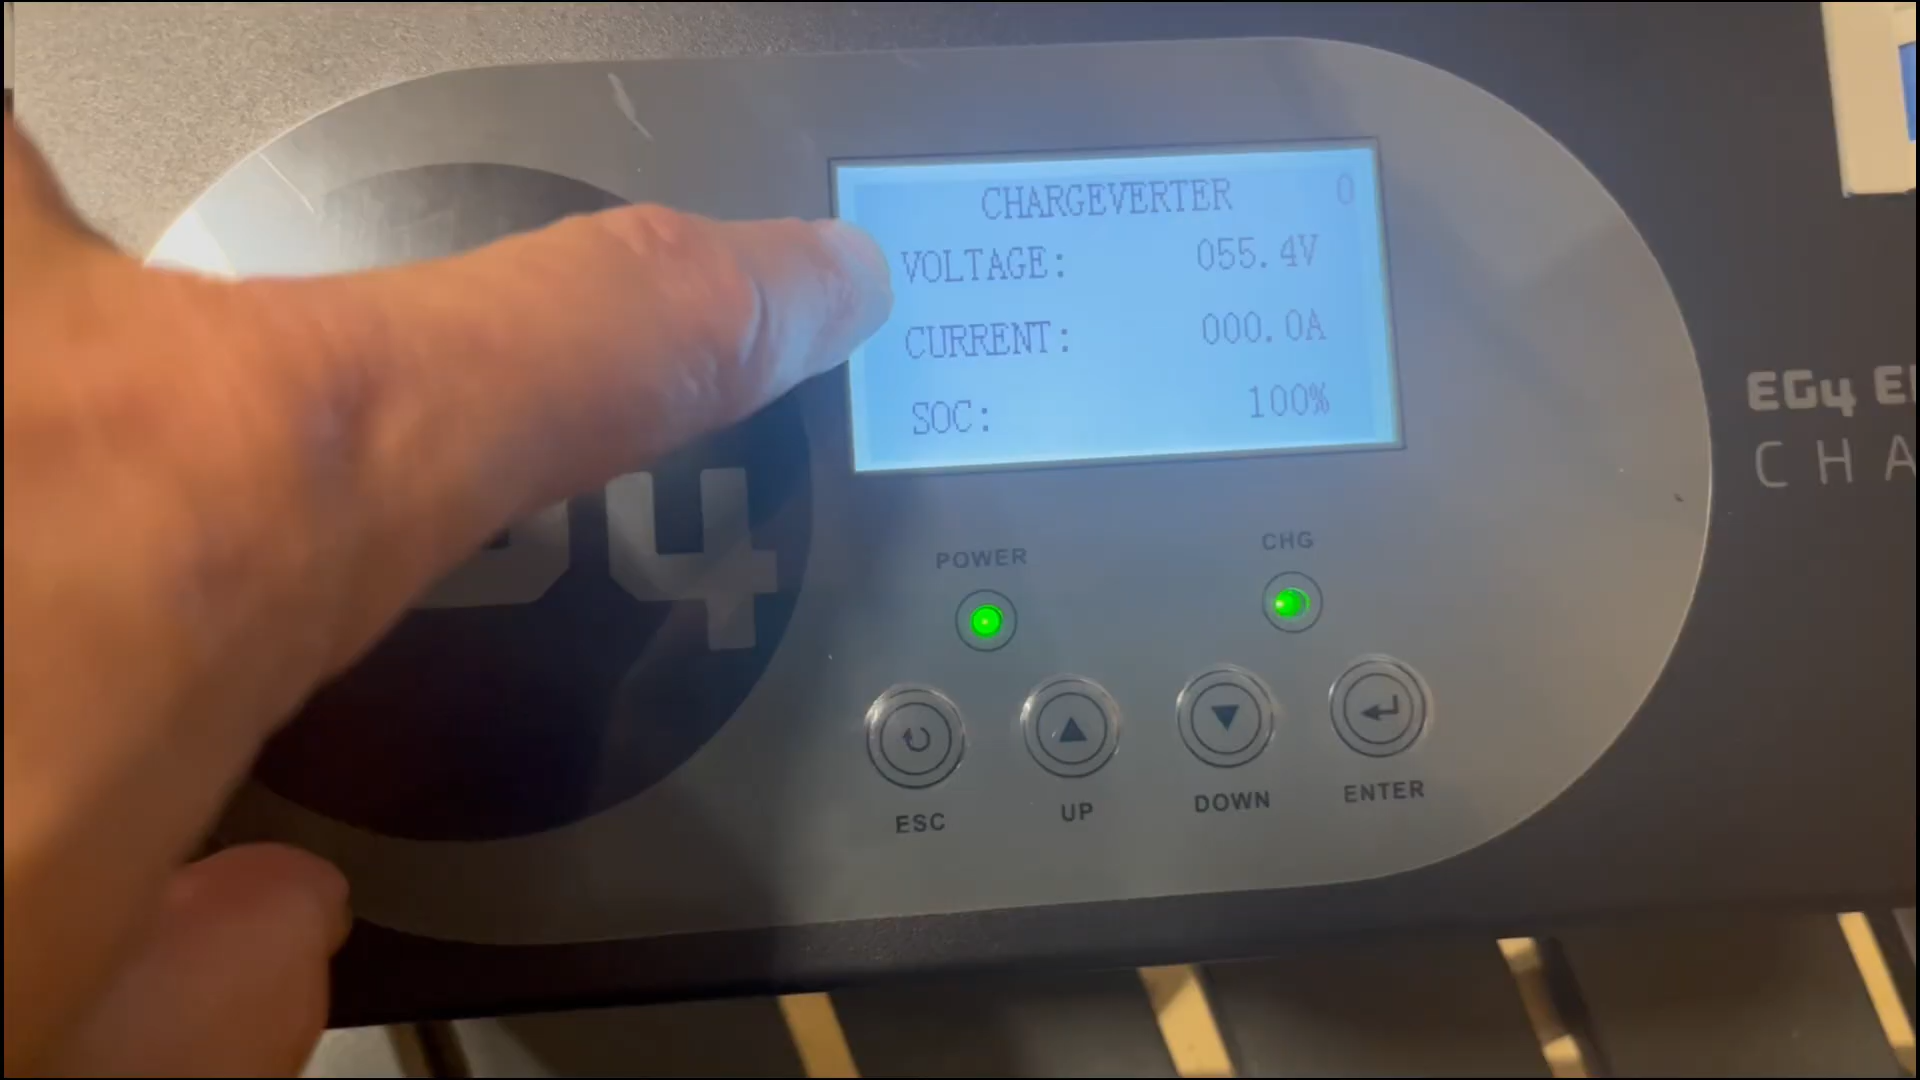 CHARGEVERTER 0
VOLTAGE: 055.4V
CURRENT: 000.0A
SOC: 100%
POWER CHG
ESC UP DOWN ENTER
EG4
CHA